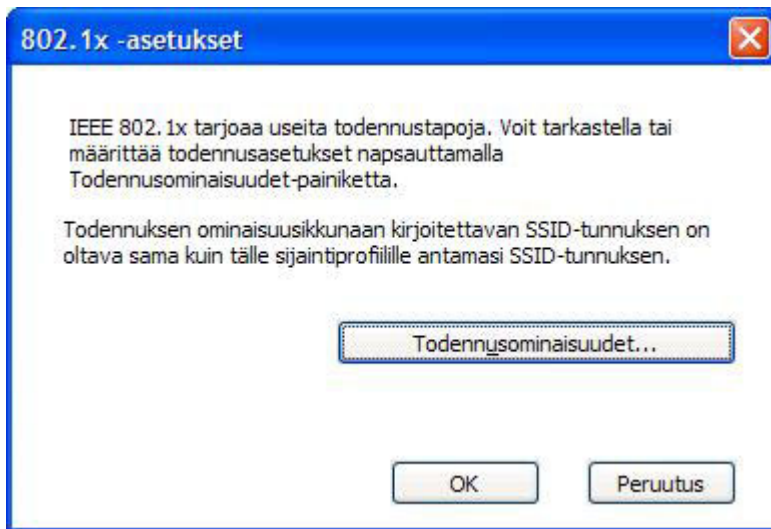 802.1x -asetukset
IEEE 802.1x tarjoaa useita todennustapoja. Voit tarkastella tai
määrittää todennusasetukset napsauttamalla
Todennusominaisuudet-painiketta.
Todennuksen ominaisuusikkunaan kirjoitettavan SSID-tunnuksen on
oltava sama kuin tälle sijaintiprofiilille antamasi SSID-tunnuksen.
Todennusominaisuudet...
OK
Peruutus